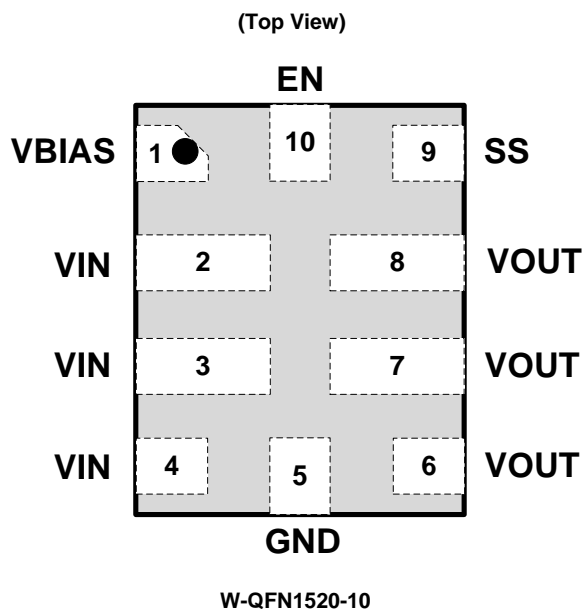 (Top View)
EN
VBIAS 1 10 9 SS
VIN 2 8 VOUT
VIN 3 7 VOUT
VIN 4 5 6 VOUT
GND
W-QFN1520-10